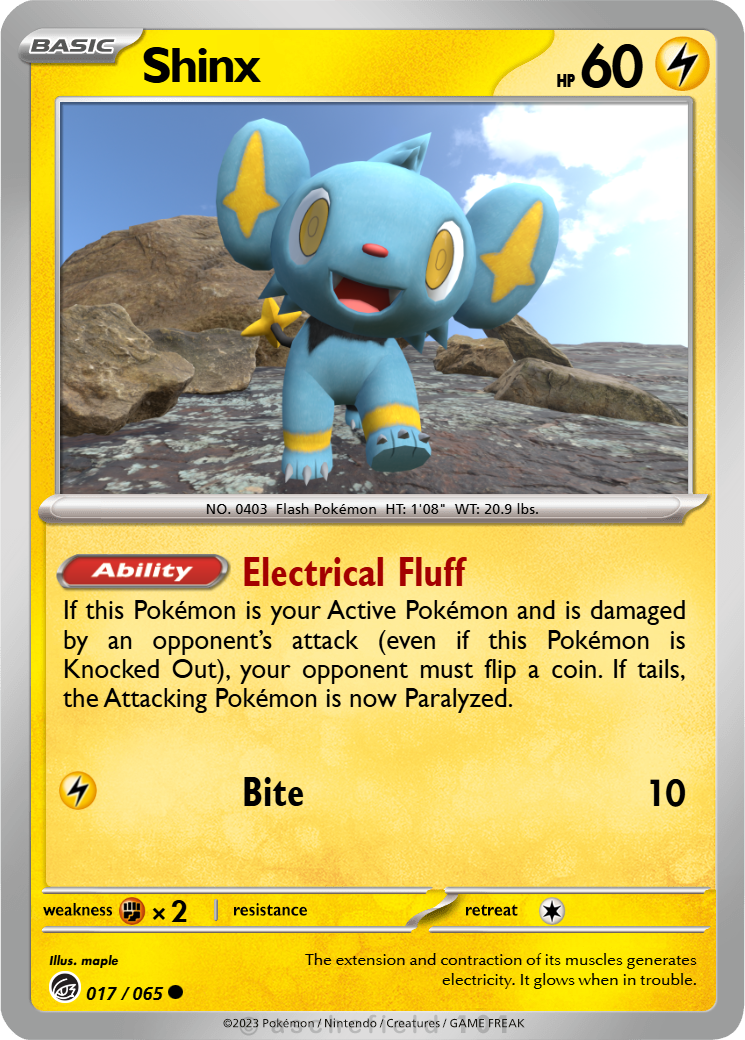 BASIC
Shinx
HP 60
NO. 0403 Flash Pokémon HT: 1'08" WT: 20.9 lbs.
Ability Electrical Fluff
If this Pokémon is your Active Pokémon and is damaged
by an opponent's attack (even if this Pokémon is
Knocked Out), your opponent must flip a coin. If tails,
the Attacking Pokémon is now Paralyzed.
Bite 10
weakness × 2 resistance retreat
Illus. maple
The extension and contraction of its muscles generates
electricity. It glows when in trouble.
017 / 065
©2023 Pokémon / Nintendo / Creatures / GAME FREAK